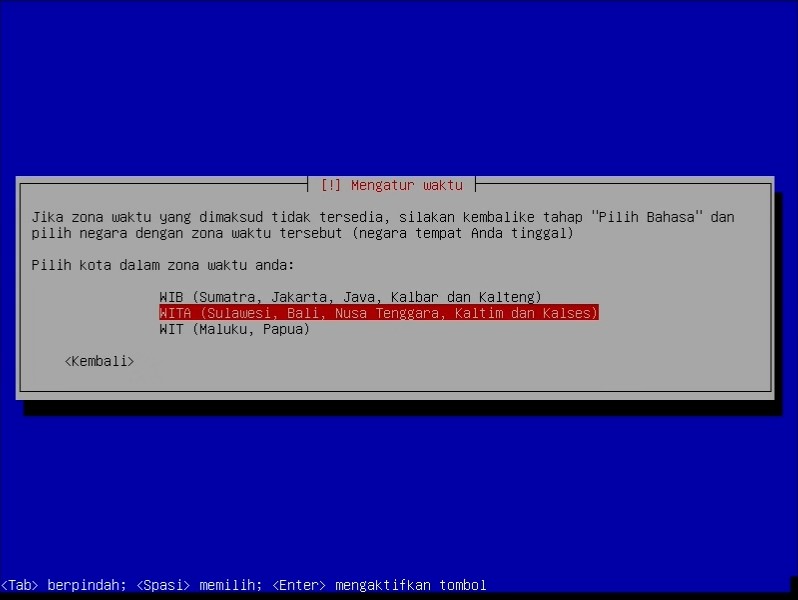 [!] Mengatur waktu
Jika zona waktu yang dimaksud tidak tersedia, silakan kembalike tahap "Pilih Bahasa" dan
pilih negara dengan zona waktu tersebut (negara tempat Anda tinggal)
Pilih kota dalam zona waktu anda:
WIB (Sumatra, Jakarta, Java, Kalbar dan Kalteng)
WITA (Sulawesi, Bali, Nusa Tenggara, Kaltim dan Kalses)
WIT (Maluku, Papua)
<Kembali>
<Tab> berpindah; <Spasi> memilih; <Enter> mengaktifkan tombol